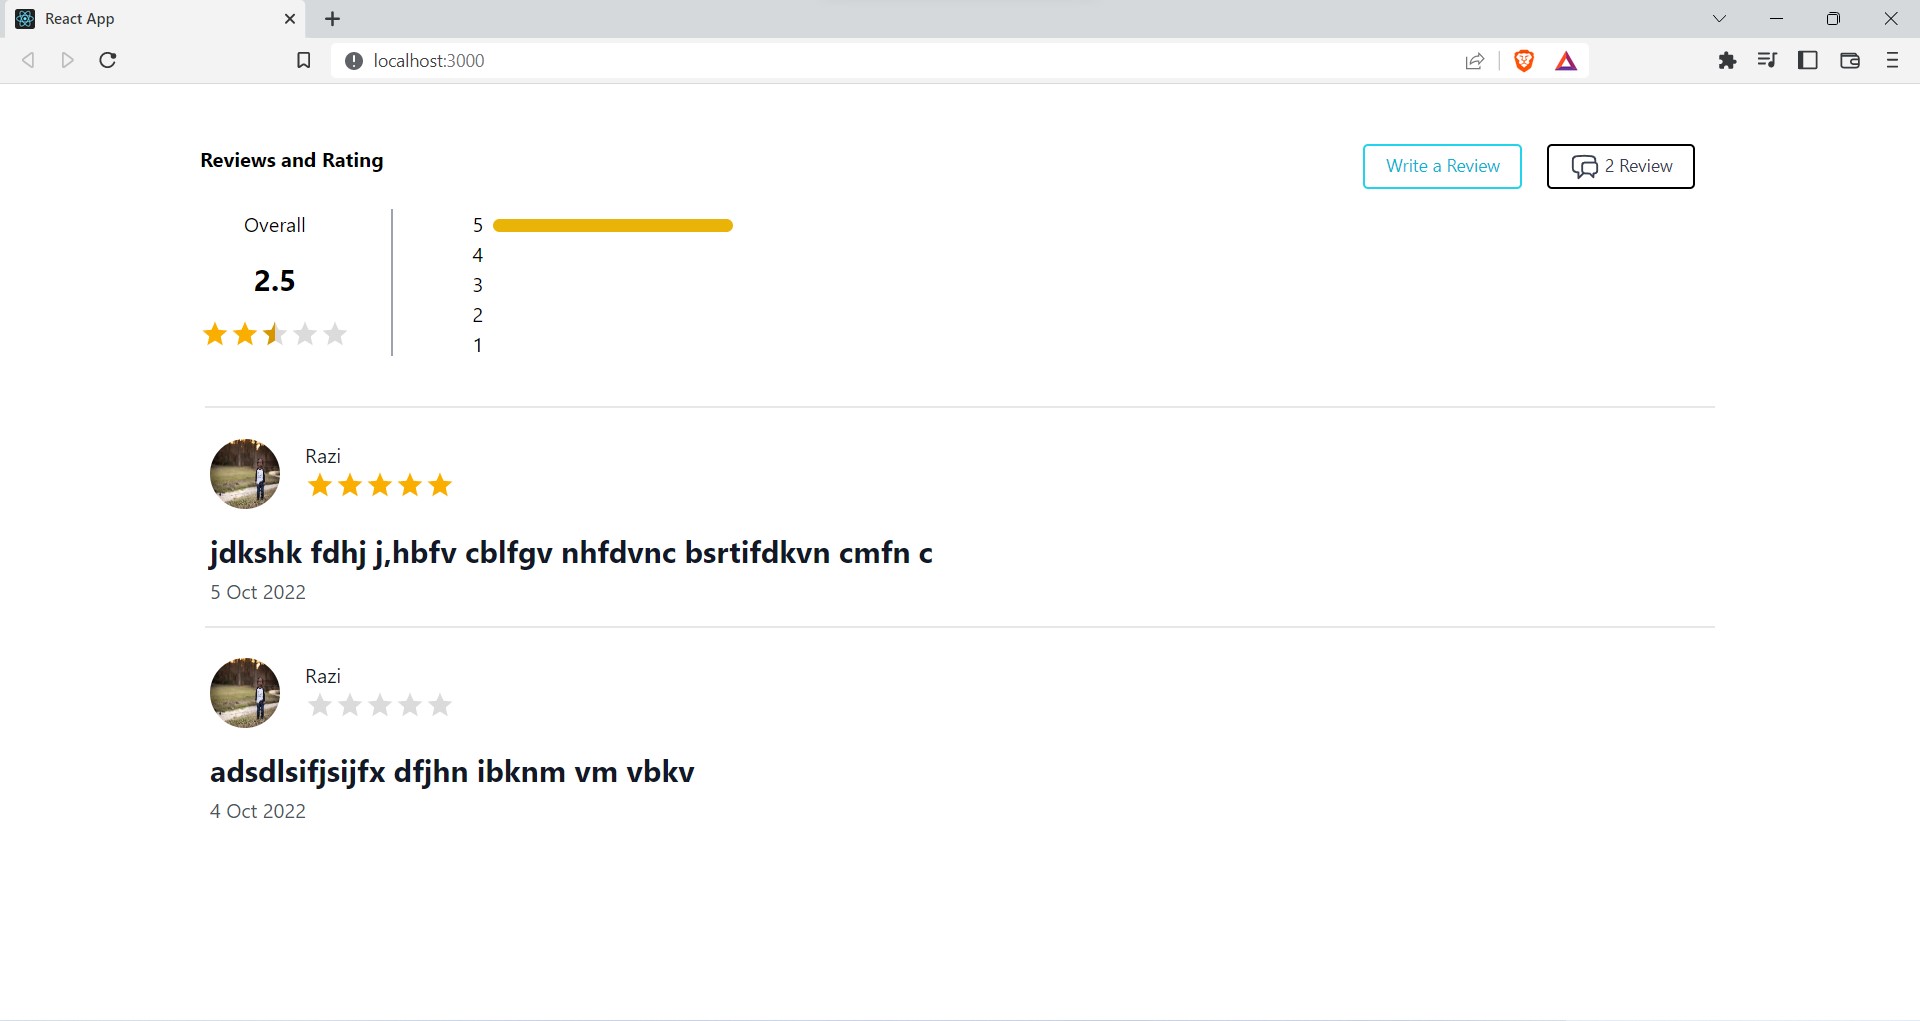 React App
localhost:3000
Reviews and Rating
Write a Review
2 Review
Overall
2.5
5
4
3
2
1
Razi
jdkshk fdhj j,hbfv cblfgv nhfdvnc bsrtifdkvn cmfn c
5 Oct 2022
Razi
adsdlsifjsijfx dfjhn ibknm vm vbkv
4 Oct 2022